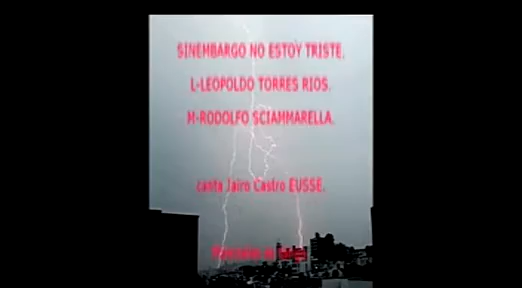 SINEMBARGO NO ESTOY TRISTE.
L-LEOPOLDO TORRES RIOS.
M-RODOLFO SCIAMMARELLA.
canta Jairo Castro EUSSE.